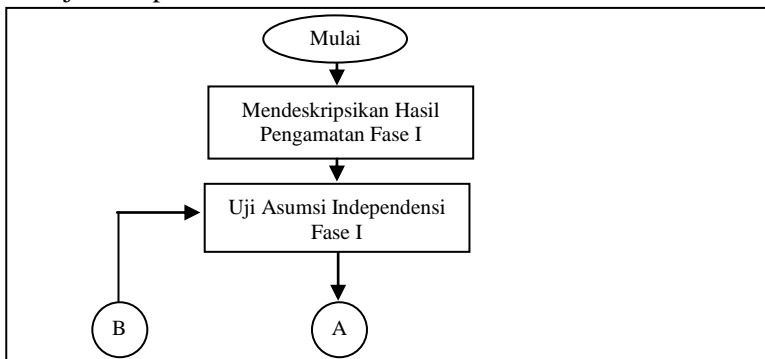 Mulai
Mendeskripsikan Hasil
Pengamatan Fase I
Uji Asumsi Independensi
Fase I
B
A